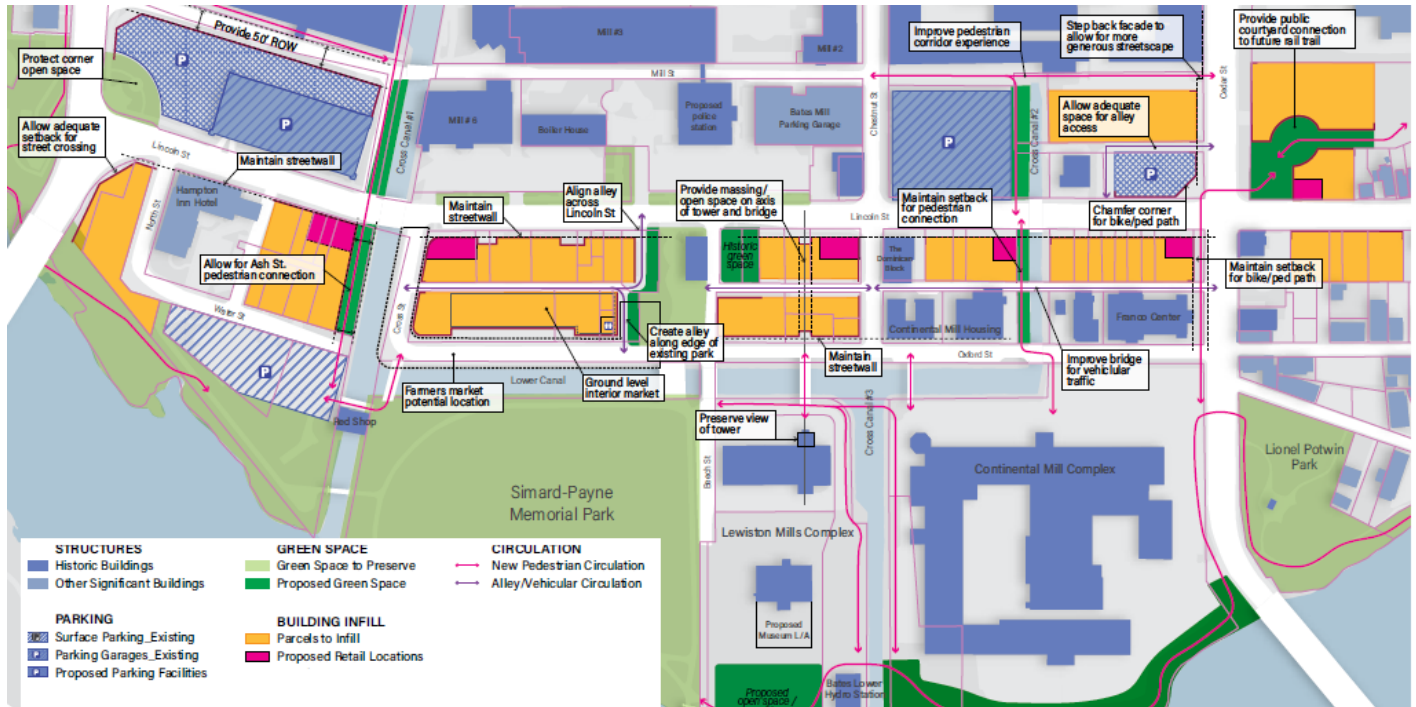 Provide 50' ROW
Protect corner
open space
Allow adequate
setback for
street crossing
Lincoln St
Maintain streetwall
Hampton
Inn Hotel
North St
Allow for Ash St.
pedestrian connection
Water St
P
P
P
Red Shop
Cross Canal #1
Mill #6
Boiler House
Mill #2
Mill St
Proposed
police
station
Bates Mill
Parking Garage
Chestnut St
Improve pedestrian
corridor experience
Step back facade to
allow for more
generous streetscape
Provide public
courtyard connection
to future rail trail
Cedar St
P
Cross Canal #2
Allow adequate
space for alley
access
P
Maintain
streetwall
Align alley
across
Lincoln St
Provide massing/
open space on axis
of tower and bridge
Lincoln St
Maintain setback
for pedestrian
connection
Chamfer corner
for bike/ped path
Historic
green
space
The
Dominican
Block
Maintain setback
for bike/ped path
Cross St
Create alley
along edge of
existing park
Continental Mill Housing
Franco Center
Maintain
streetwall
Oxford St
Improve bridge
for vehiclular
traffic
Lower Canal
Farmers market
potential location
Ground level
interior market
Preserve view
of tower
Beech St
Cross Canal #3
Continental Mill Complex
Lionel Potwin
Park
Simard-Payne
Memorial Park
Lewiston Mills Complex
Proposed
Museum L/A
Proposed
open space /
Bates Lower
Hydro Station
STRUCTURES
Historic Buildings
Other Significant Buildings
PARKING
P Surface Parking_Existing
P Parking Garages_Existing
P Proposed Parking Facilities
GREEN SPACE
Green Space to Preserve
Proposed Green Space
BUILDING INFILL
Parcels to Infill
Proposed Retail Locations
CIRCULATION
New Pedestrian Circulation
Alley/Vehicular Circulation